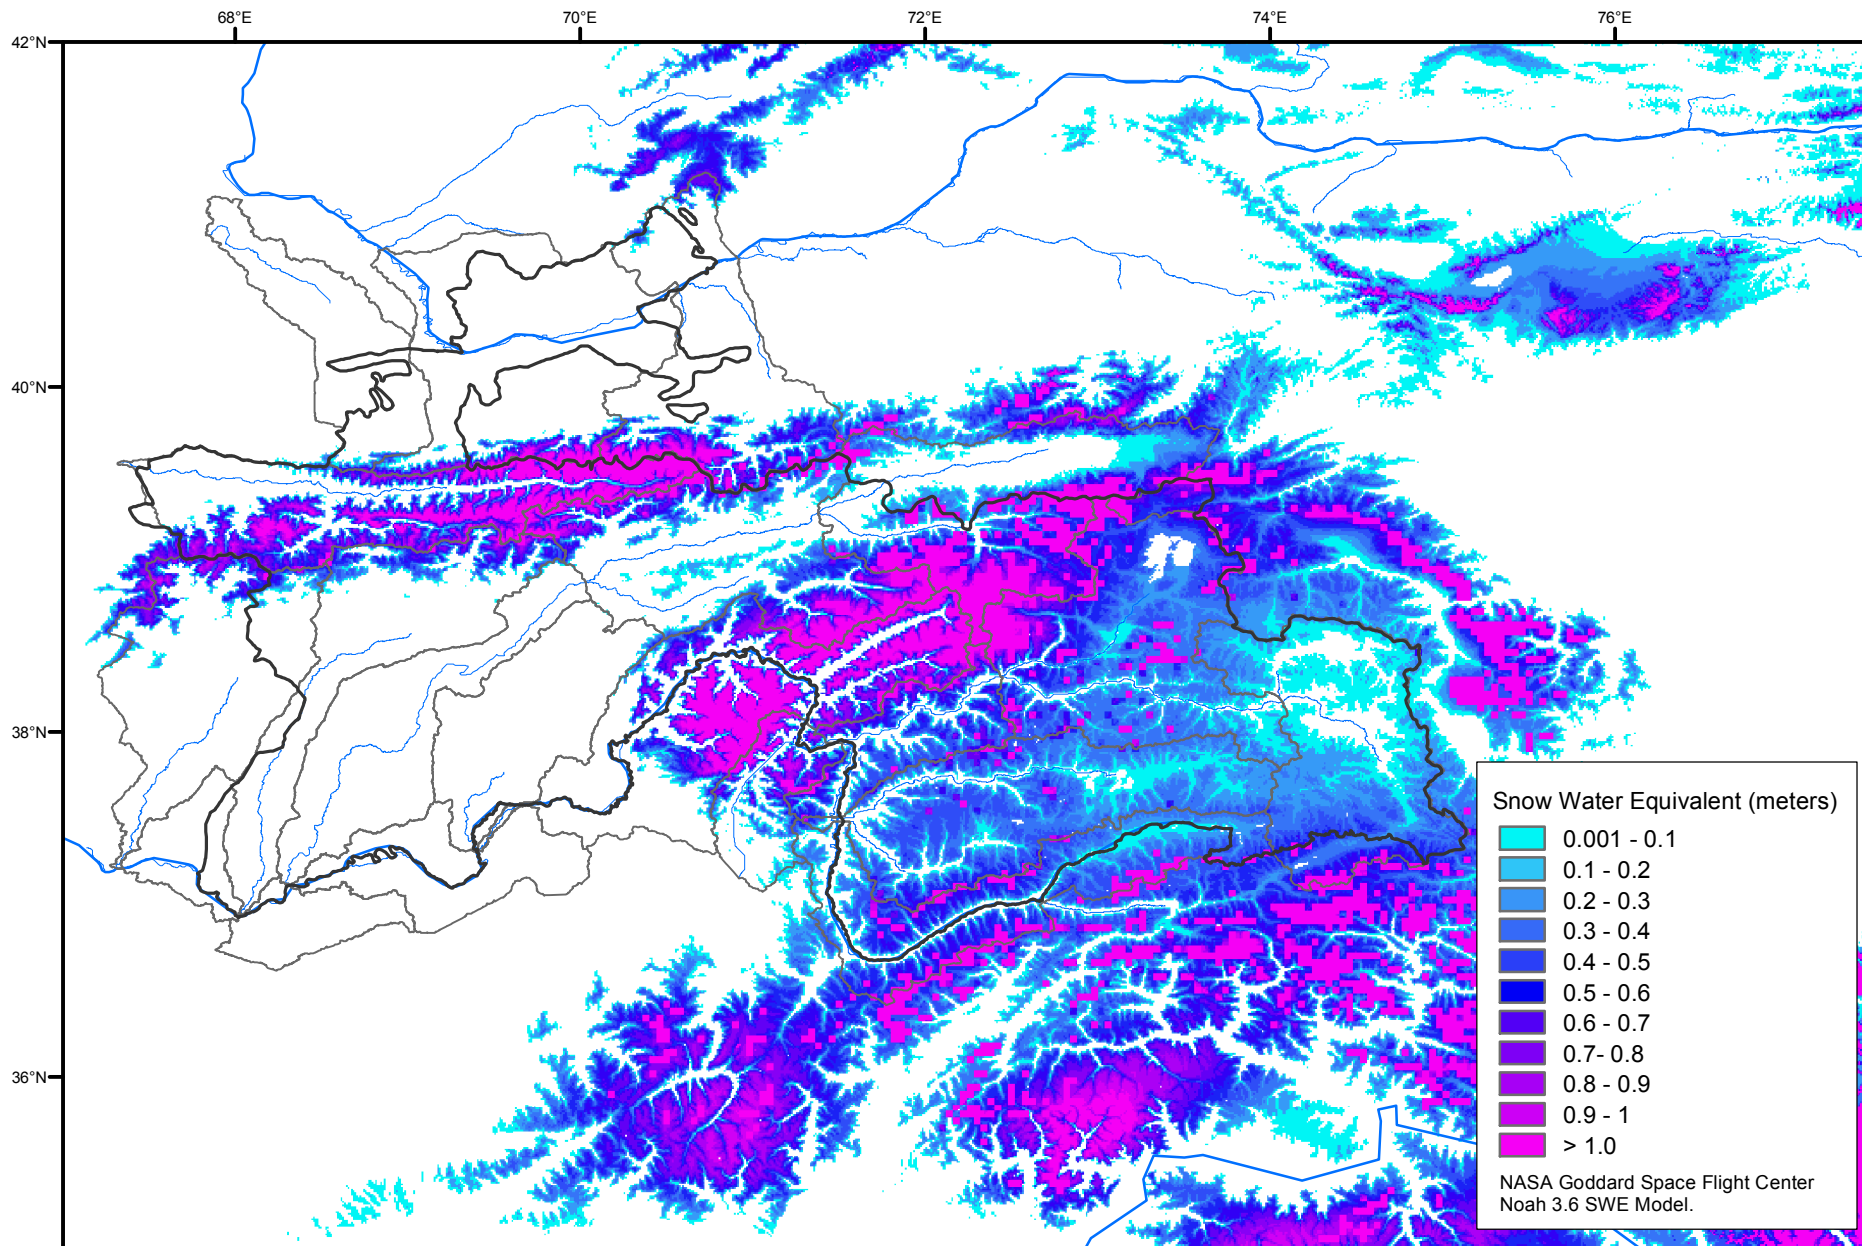 68°E
70°E
72°E
74°E
76°E
42°N
40°N
38°N
36°N
Snow Water Equivalent (meters)
0.001 - 0.1
0.1 - 0.2
0.2 - 0.3
0.3 - 0.4
0.4 - 0.5
0.5 - 0.6
0.6 - 0.7
0.7- 0.8
0.8 - 0.9
0.9 - 1
> 1.0
NASA Goddard Space Flight Center
Noah 3.6 SWE Model.